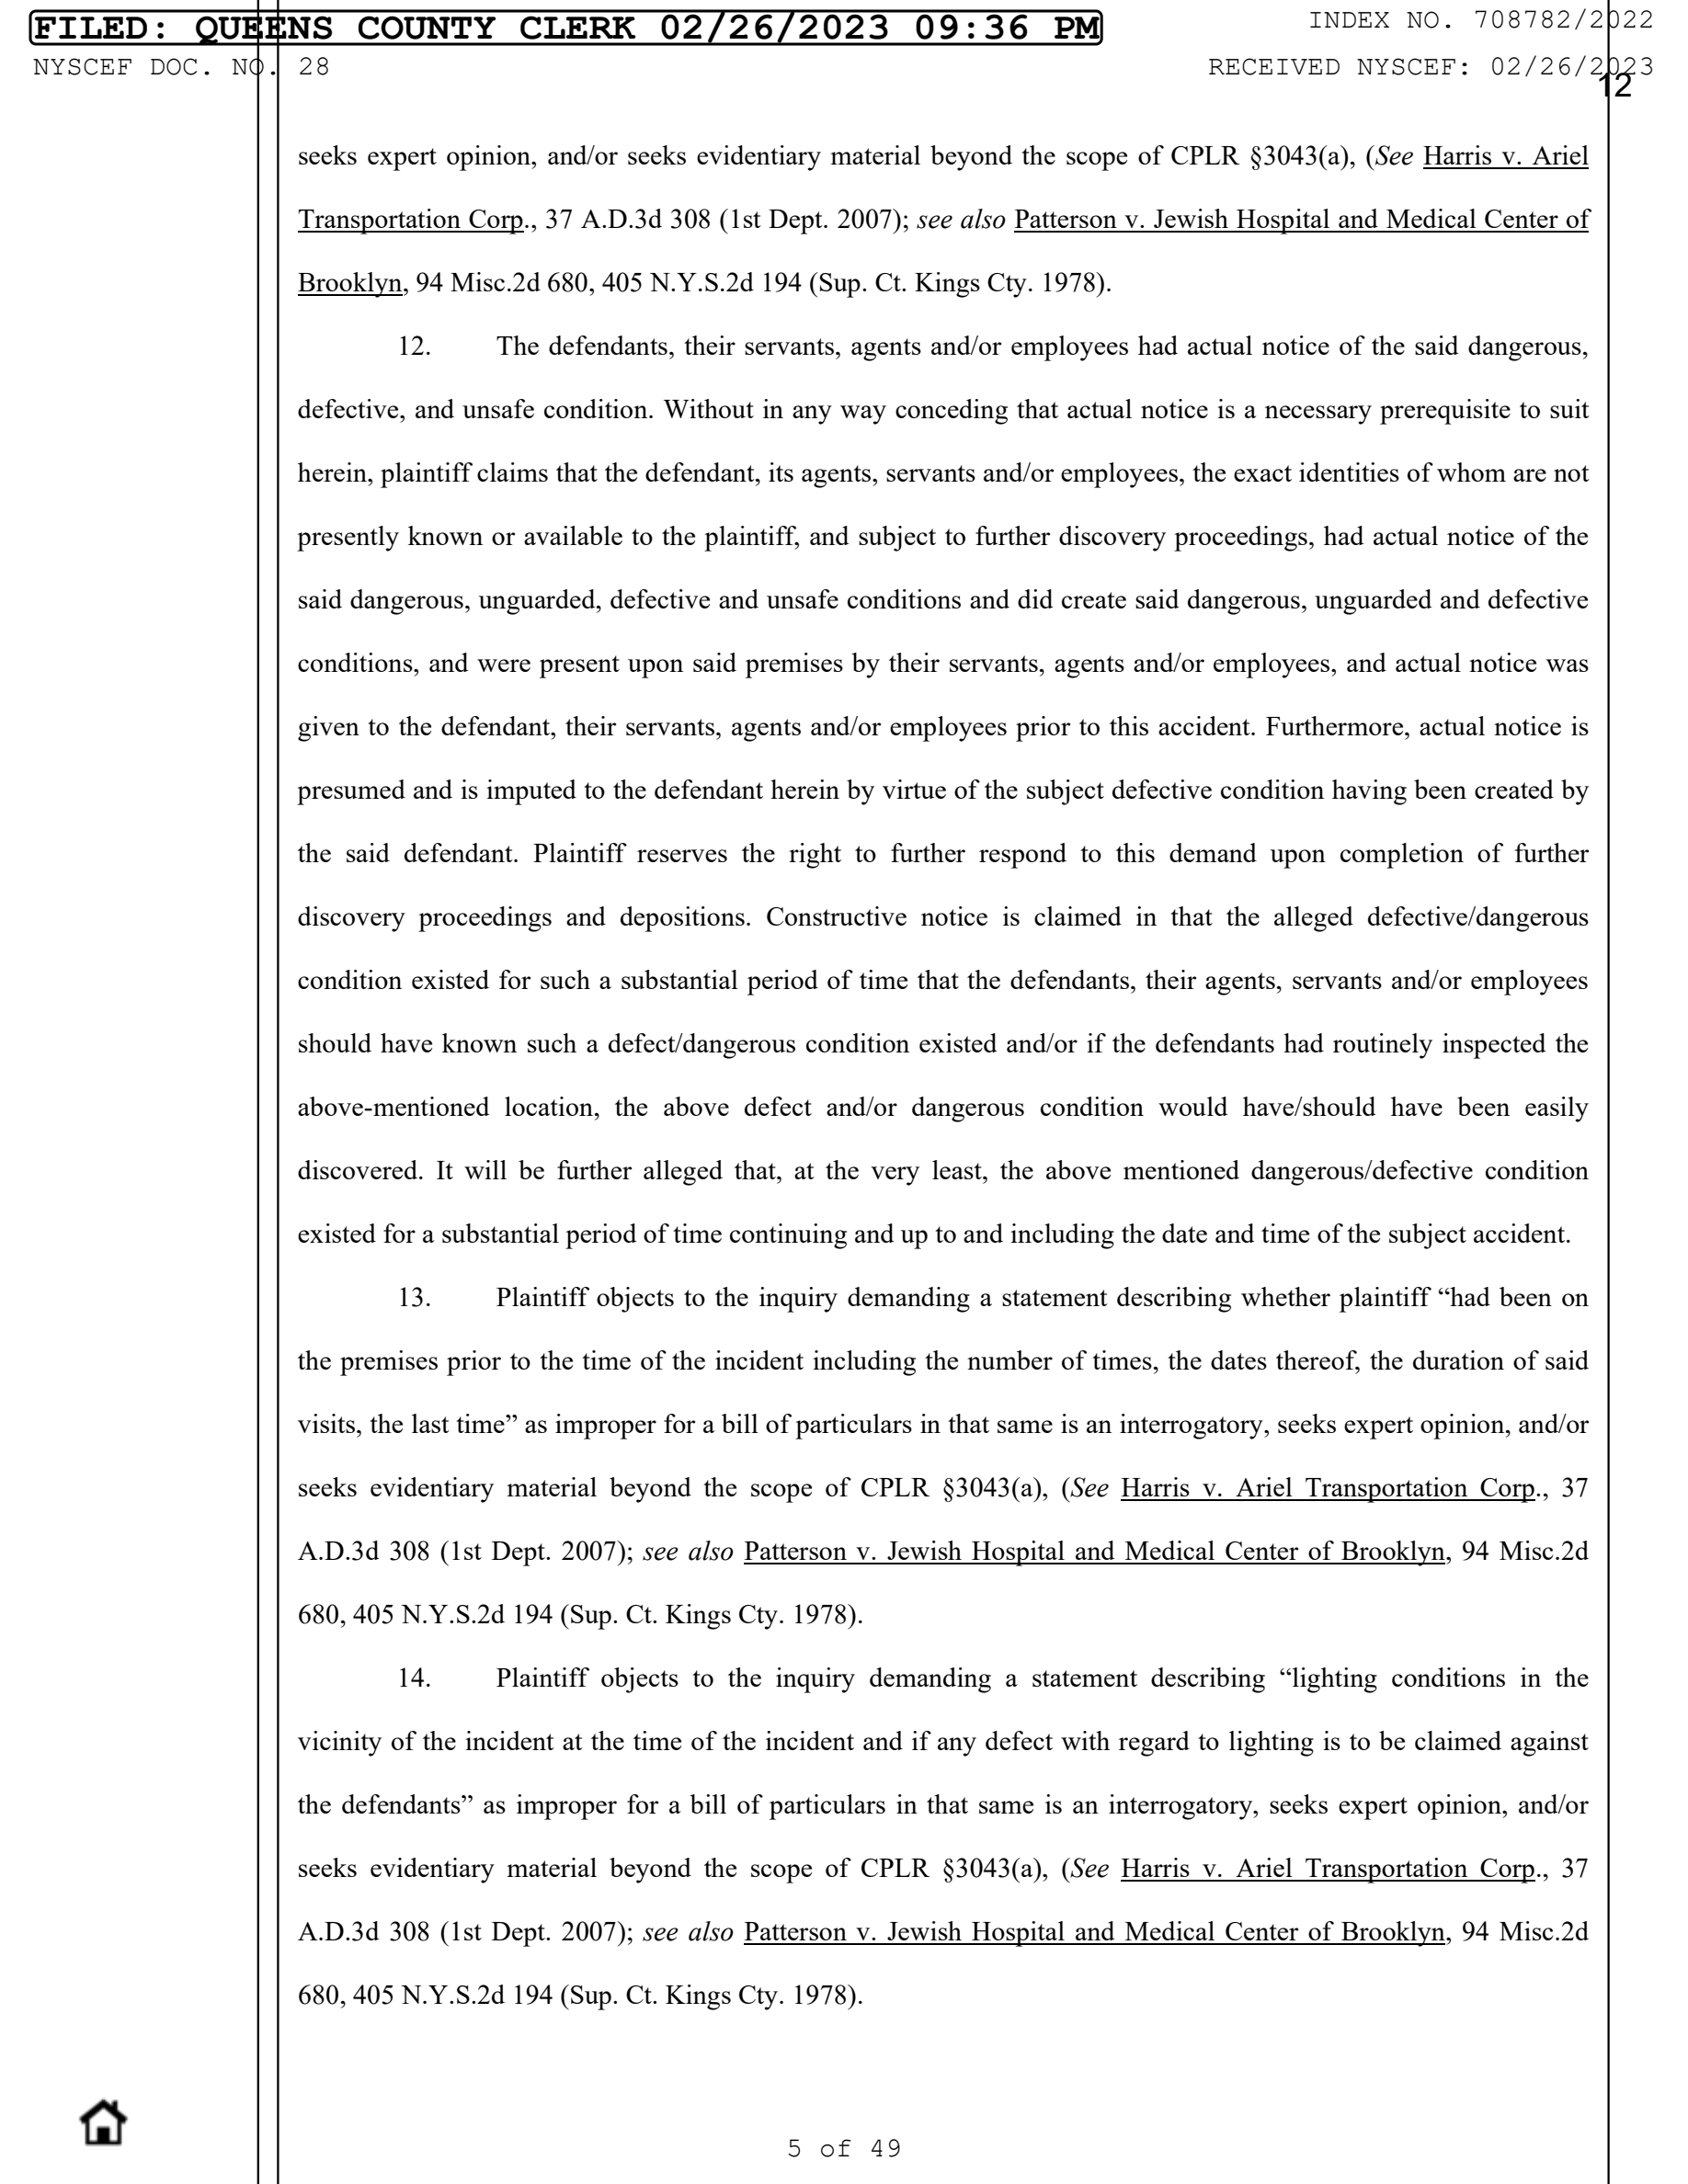 FILED: QUEENS COUNTY CLERK 02/26/2023 09:36 PM
INDEX NO. 708782/2022
NYSCEF DOC. NO. 28
RECEIVED NYSCEF: 02/26/2023
12
seeks expert opinion, and/or seeks evidentiary material beyond the scope of CPLR §3043(a), (See Harris v. Ariel
Transportation Corp., 37 A.D.3d 308 (1st Dept. 2007); see also Patterson v. Jewish Hospital and Medical Center of
Brooklyn, 94 Misc.2d 680, 405 N.Y.S.2d 194 (Sup. Ct. Kings Cty. 1978).
12. The defendants, their servants, agents and/or employees had actual notice of the said dangerous,
defective, and unsafe condition. Without in any way conceding that actual notice is a necessary prerequisite to suit
herein, plaintiff claims that the defendant, its agents, servants and/or employees, the exact identities of whom are not
presently known or available to the plaintiff, and subject to further discovery proceedings, had actual notice of the
said dangerous, unguarded, defective and unsafe conditions and did create said dangerous, unguarded and defective
conditions, and were present upon said premises by their servants, agents and/or employees, and actual notice was
given to the defendant, their servants, agents and/or employees prior to this accident. Furthermore, actual notice is
presumed and is imputed to the defendant herein by virtue of the subject defective condition having been created by
the said defendant. Plaintiff reserves the right to further respond to this demand upon completion of further
discovery proceedings and depositions. Constructive notice is claimed in that the alleged defective/dangerous
condition existed for such a substantial period of time that the defendants, their agents, servants and/or employees
should have known such a defect/dangerous condition existed and/or if the defendants had routinely inspected the
above-mentioned location, the above defect and/or dangerous condition would have/should have been easily
discovered. It will be further alleged that, at the very least, the above mentioned dangerous/defective condition
existed for a substantial period of time continuing and up to and including the date and time of the subject accident.
13. Plaintiff objects to the inquiry demanding a statement describing whether plaintiff “had been on
the premises prior to the time of the incident including the number of times, the dates thereof, the duration of said
visits, the last time” as improper for a bill of particulars in that same is an interrogatory, seeks expert opinion, and/or
seeks evidentiary material beyond the scope of CPLR §3043(a), (See Harris v. Ariel Transportation Corp., 37
A.D.3d 308 (1st Dept. 2007); see also Patterson v. Jewish Hospital and Medical Center of Brooklyn, 94 Misc.2d
680, 405 N.Y.S.2d 194 (Sup. Ct. Kings Cty. 1978).
14. Plaintiff objects to the inquiry demanding a statement describing “lighting conditions in the
vicinity of the incident at the time of the incident and if any defect with regard to lighting is to be claimed against
the defendants” as improper for a bill of particulars in that same is an interrogatory, seeks expert opinion, and/or
seeks evidentiary material beyond the scope of CPLR §3043(a), (See Harris v. Ariel Transportation Corp., 37
A.D.3d 308 (1st Dept. 2007); see also Patterson v. Jewish Hospital and Medical Center of Brooklyn, 94 Misc.2d
680, 405 N.Y.S.2d 194 (Sup. Ct. Kings Cty. 1978).
5 of 49